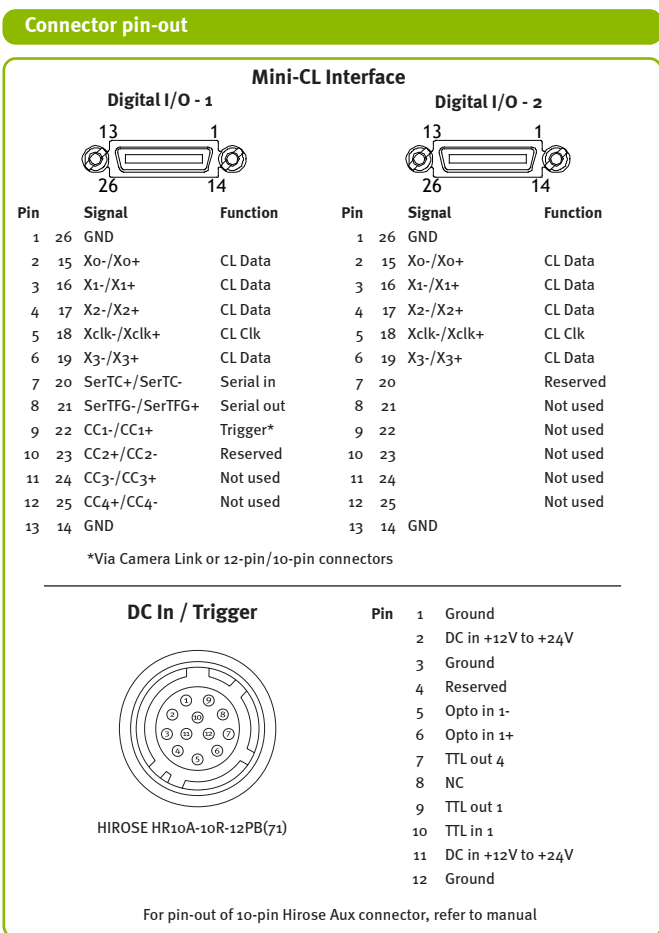 Connector pin-out
Mini-CL Interface
Digital I/O - 1
13 1
26 14
Pin Signal Function
1 26 GND
2 15 X0-/X0+ CL Data
3 16 X1-/X1+ CL Data
4 17 X2-/X2+ CL Data
5 18 Xclk-/Xclk+ CL Clk
6 19 X3-/X3+ CL Data
7 20 SerTC+/SerTC- Serial in
8 21 SerTFG-/SerTFG+ Serial out
9 22 CC1-/CC1+ Trigger*
10 23 CC2+/CC2- Reserved
11 24 CC3-/CC3+ Not used
12 25 CC4+/CC4- Not used
13 14 GND
Digital I/O - 2
13 1
26 14
Pin Signal Function
1 26 GND
2 15 X0-/X0+ CL Data
3 16 X1-/X1+ CL Data
4 17 X2-/X2+ CL Data
5 18 Xclk-/Xclk+ CL Clk
6 19 X3-/X3+ CL Data
7 20 Reserved
8 21 Not used
9 22 Not used
10 23 Not used
11 24 Not used
12 25 Not used
13 14 GND
*Via Camera Link or 12-pin/10-pin connectors
DC In / Trigger
1 9
2 10 8
3 11 12 7
4 6
5
HIROSE HR10A-10R-12PB(71)
Pin 1 Ground
2 DC in +12V to +24V
3 Ground
4 Reserved
5 Opto in 1-
6 Opto in 1+
7 TTL out 4
8 NC
9 TTL out 1
10 TTL in 1
11 DC in +12V to +24V
12 Ground
For pin-out of 10-pin Hirose Aux connector, refer to manual